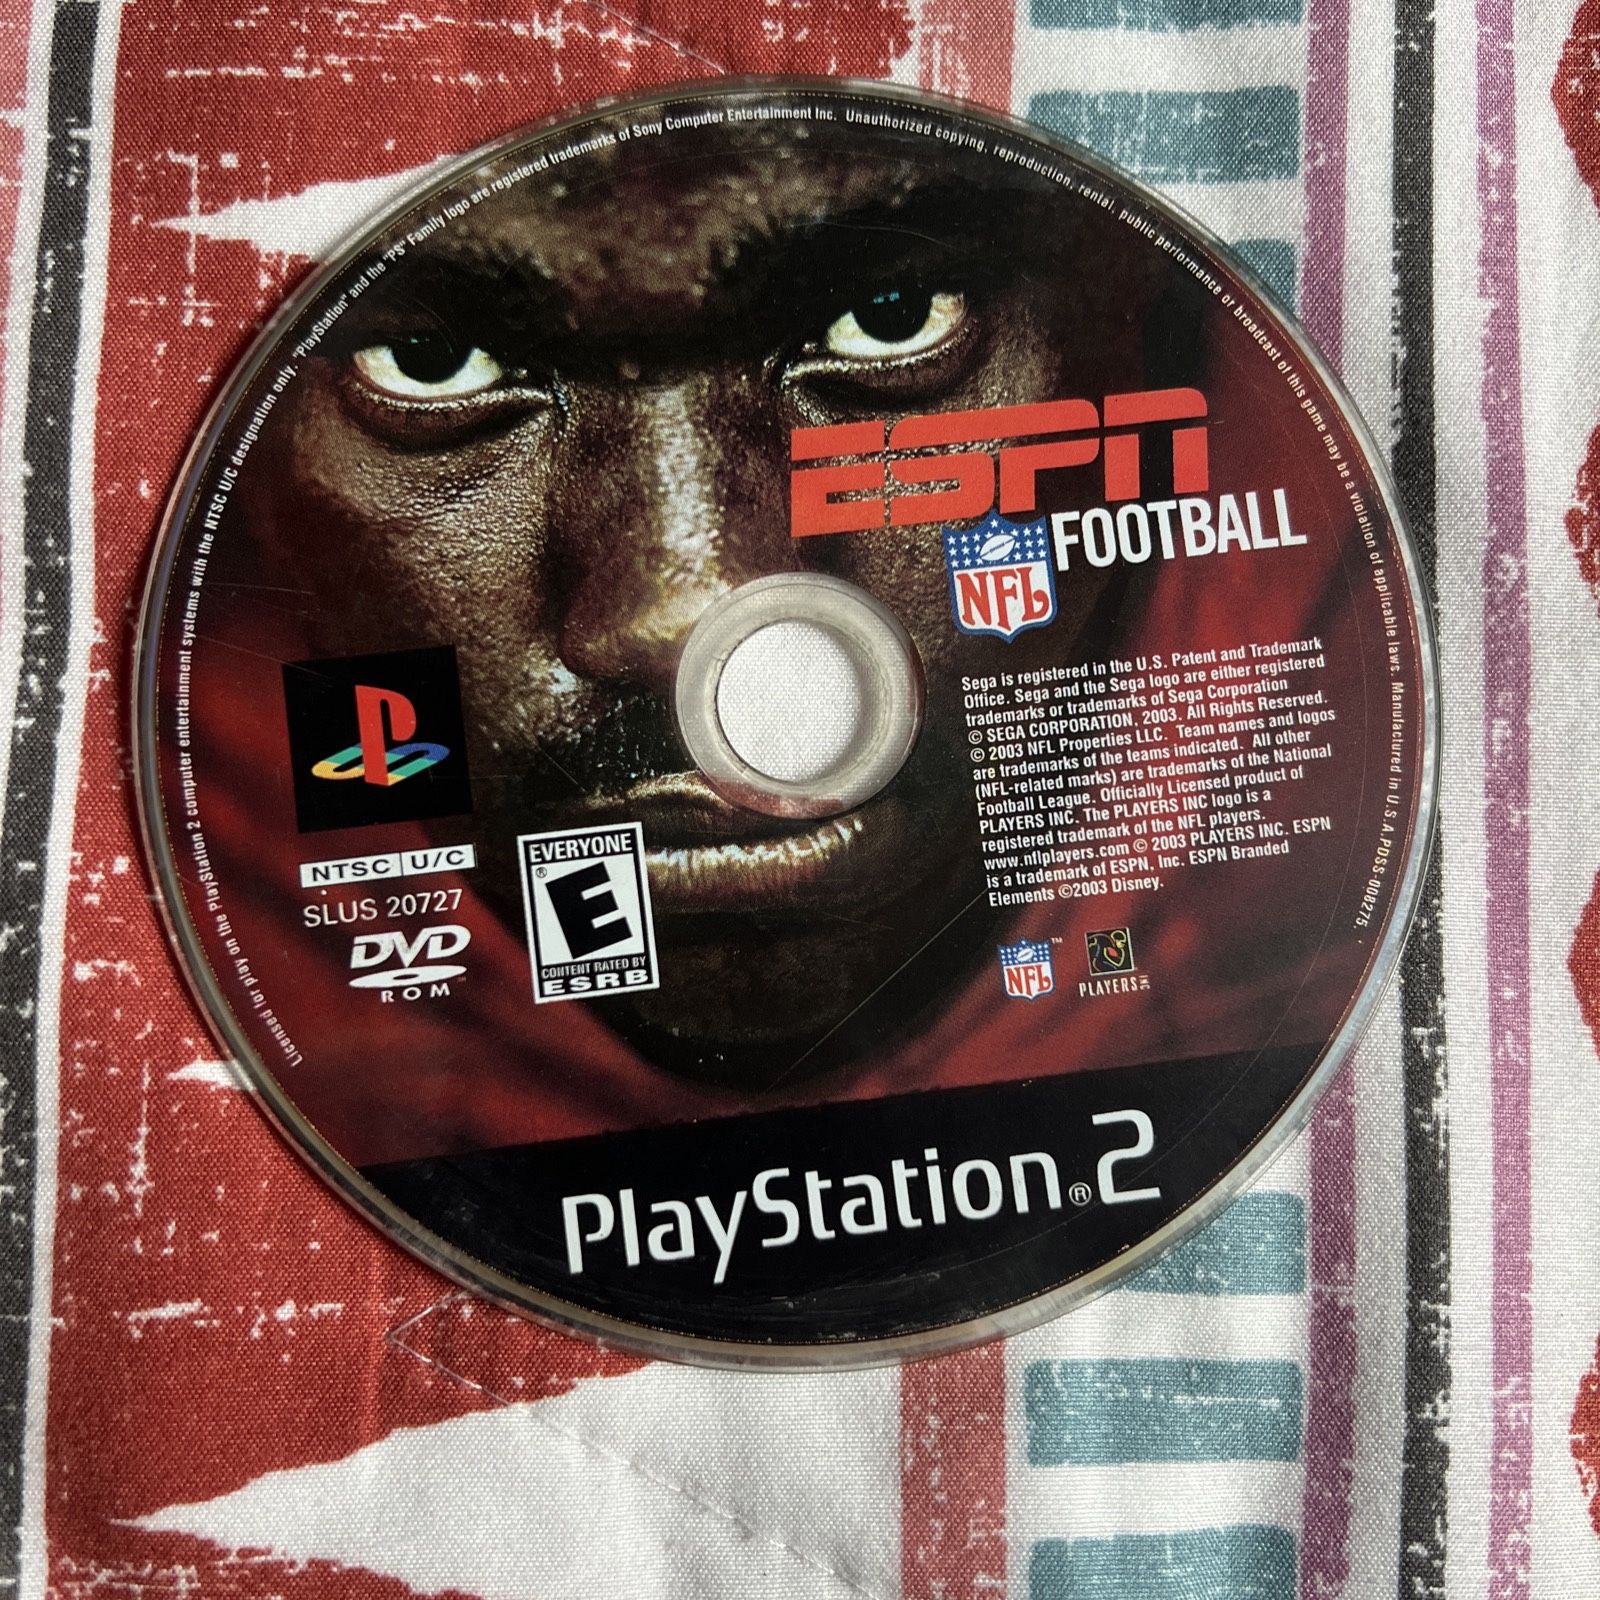 Licensed for play on the PlayStation 2 computer entertainment systems with the NTSC U/C designation only. "PlayStation" and the "PS" Family logo are registered trademarks of Sony Computer Entertainment Inc. Unauthorized copying, reproduction, rental, public performance or broadcast of this game may be a violation of applicable laws. Manufactured in U.S.A. PDSS-008275.
ESPN
NFL FOOTBALL
Sega is registered in the U.S. Patent and Trademark
Office. Sega and the Sega logo are either registered
trademarks or trademarks of Sega Corporation
© SEGA CORPORATION, 2003. All Rights Reserved.
© 2003 NFL Properties LLC. Team names and logos
are trademarks of the teams indicated. All other
(NFL-related marks) are trademarks of the National
Football League. Officially Licensed product of
PLAYERS INC. The PLAYERS INC logo is a
registered trademark of the NFL players.
www.nflplayers.com © 2003 PLAYERS INC. ESPN
is a trademark of ESPN, Inc. ESPN Branded
Elements ©2003 Disney.
NTSC U/C
SLUS 20727
DVD
ROM
EVERYONE
E®
CONTENT RATED BY
ESRB
NFL™
PLAYERS INC
PlayStation®2